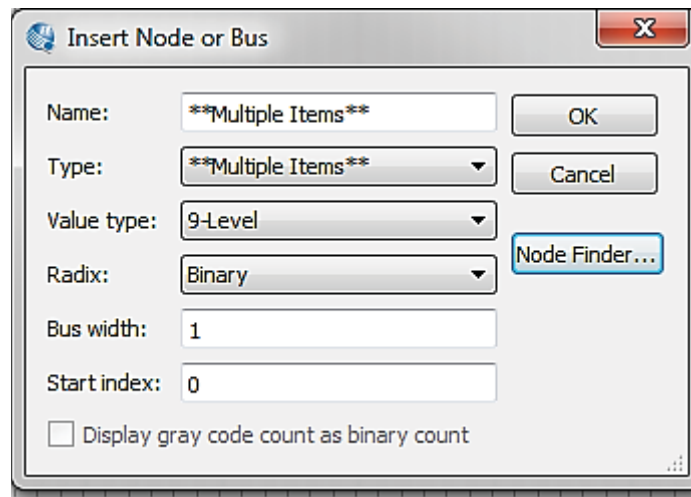 Insert Node or Bus
Name: **Multiple Items** OK
Type: **Multiple Items** Cancel
Value type: 9-Level
Node Finder...
Radix: Binary
Bus width: 1
Start index: 0
Display gray code count as binary count